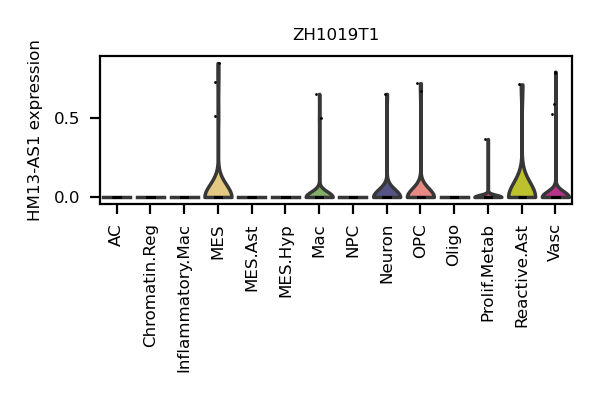 ZH1019T1
HM13-AS1 expression
0.5
0.0
AC
Chromatin.Reg
Inflammatory.Mac
MES
MES.Ast
MES.Hyp
Mac
NPC
Neuron
OPC
Oligo
Prolif.Metab
Reactive.Ast
Vasc